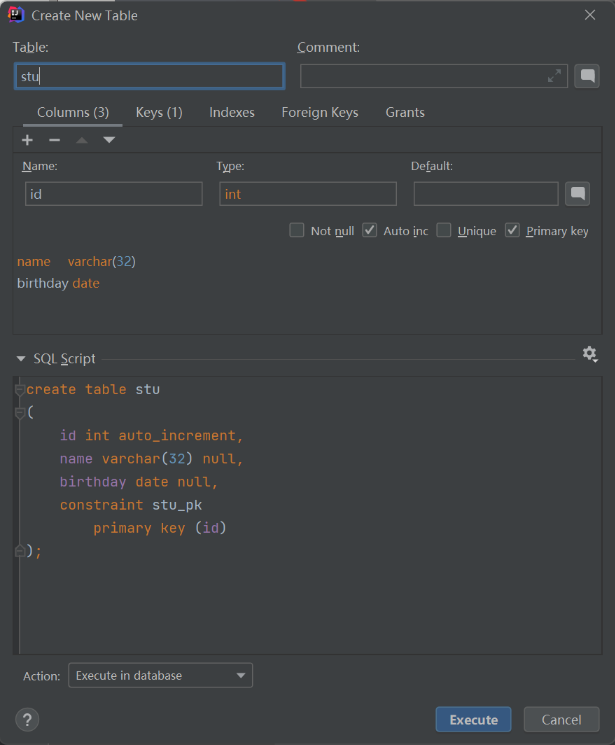 Create New Table
Table:
Comment:
stu
Columns (3) Keys (1) Indexes Foreign Keys Grants
Name: Type: Default:
id int
Not null Auto inc Unique Primary key
name varchar(32)
birthday date
SQL Script
create table stu
(
id int auto_increment,
name varchar(32) null,
birthday date null,
constraint stu_pk
primary key (id)
);
Action: Execute in database
? Execute Cancel